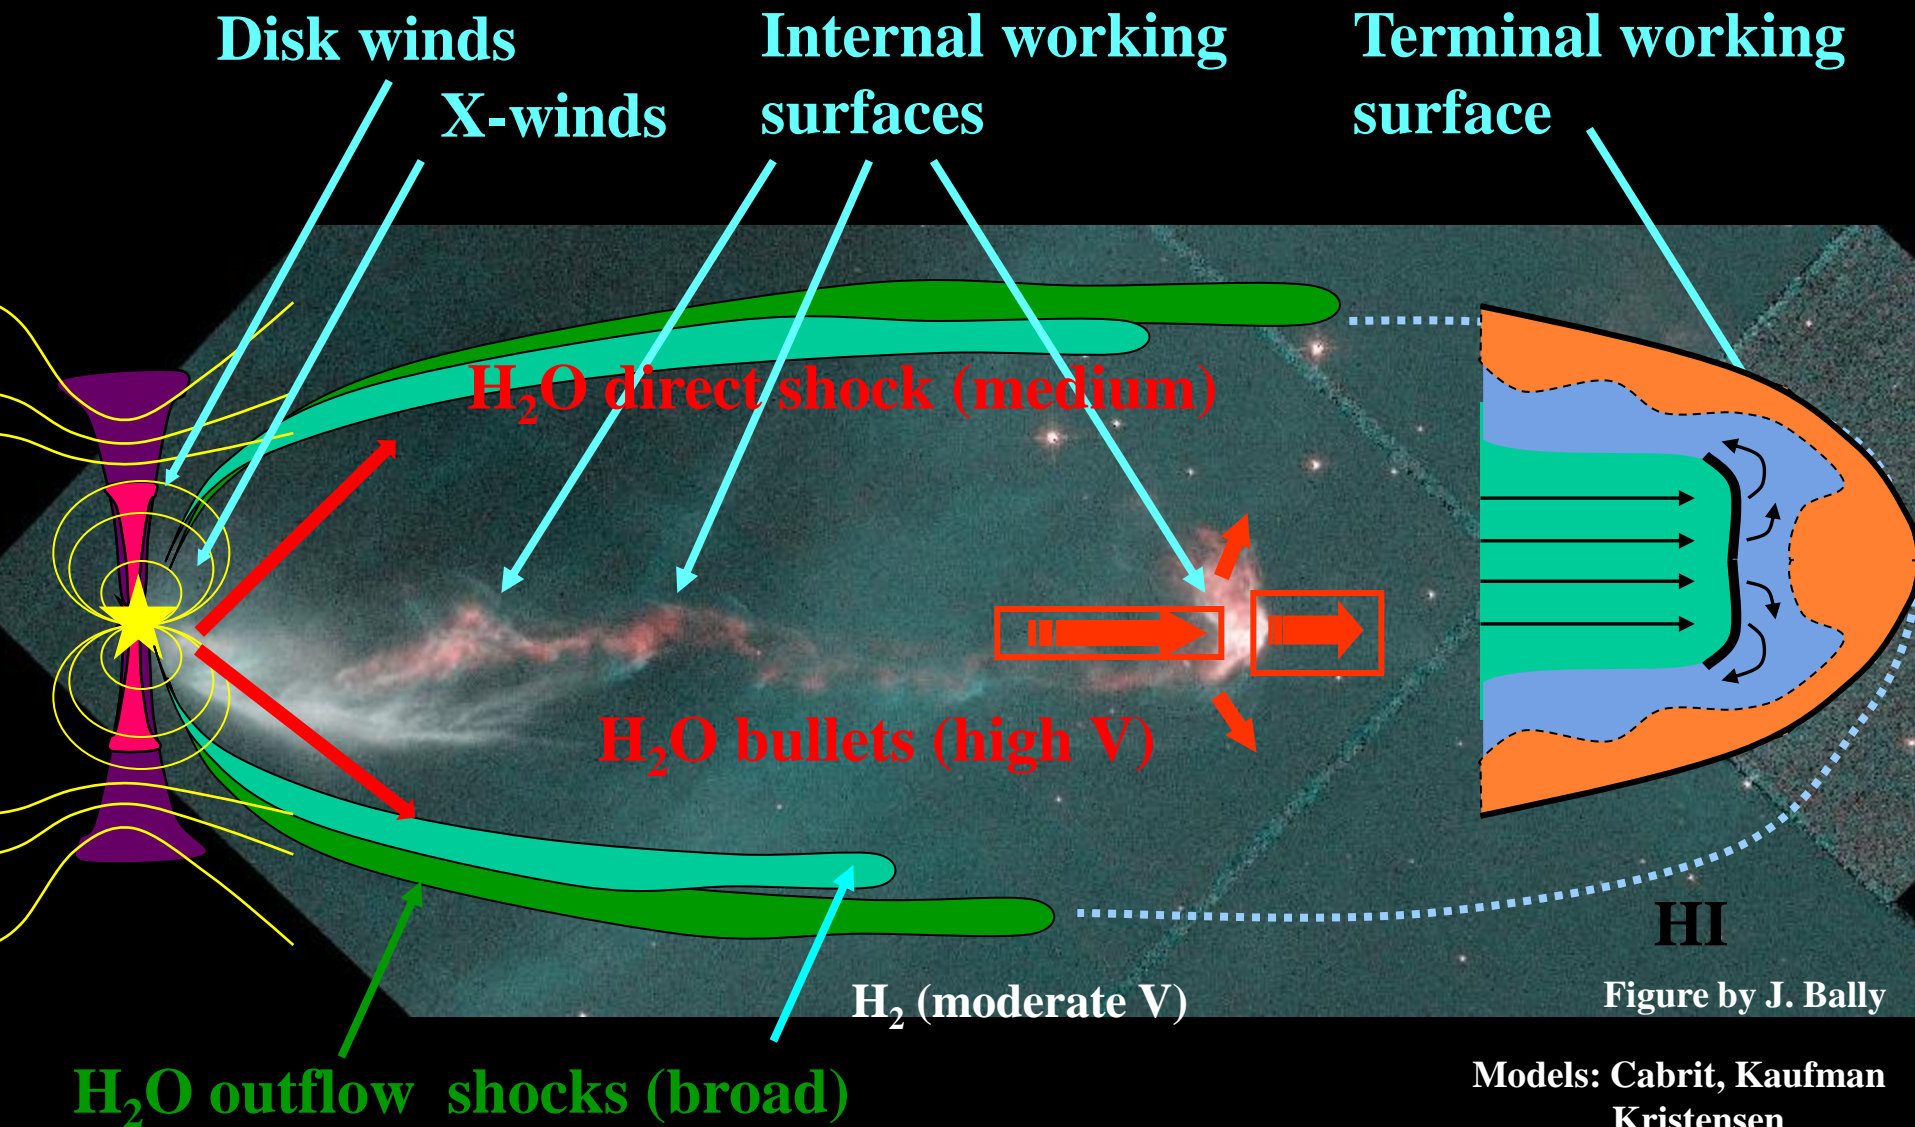 Disk winds
X-winds
Internal working
surfaces
Terminal working
surface
H₂O direct shock (medium)
H₂O bullets (high V)
HI
H₂ (moderate V)
Figure by J. Bally
H₂O outflow shocks (broad)
Models: Cabrit, Kaufman
Kristensen